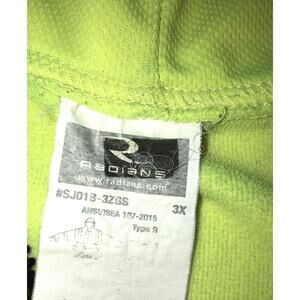 R
RADIANS
www.radians.com
#SJ01B-3ZGS 3X
ANSI/ISEA 107-2015
Type R